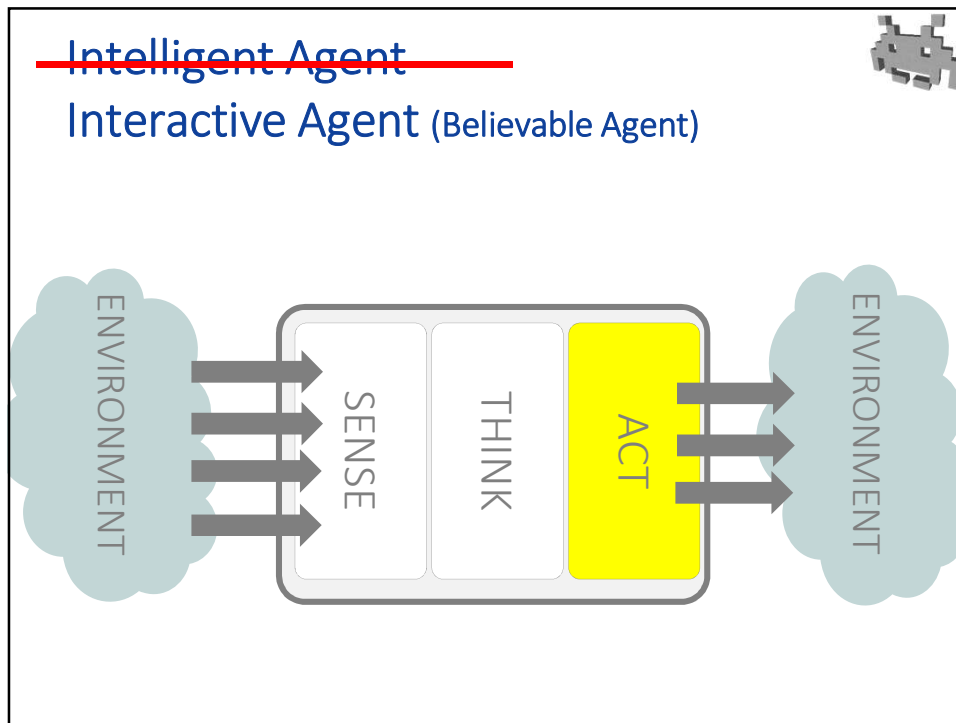 Intelligent Agent
Interactive Agent (Believable Agent)
ENVIRONMENT
SENSE
THINK
ACT
ENVIRONMENT